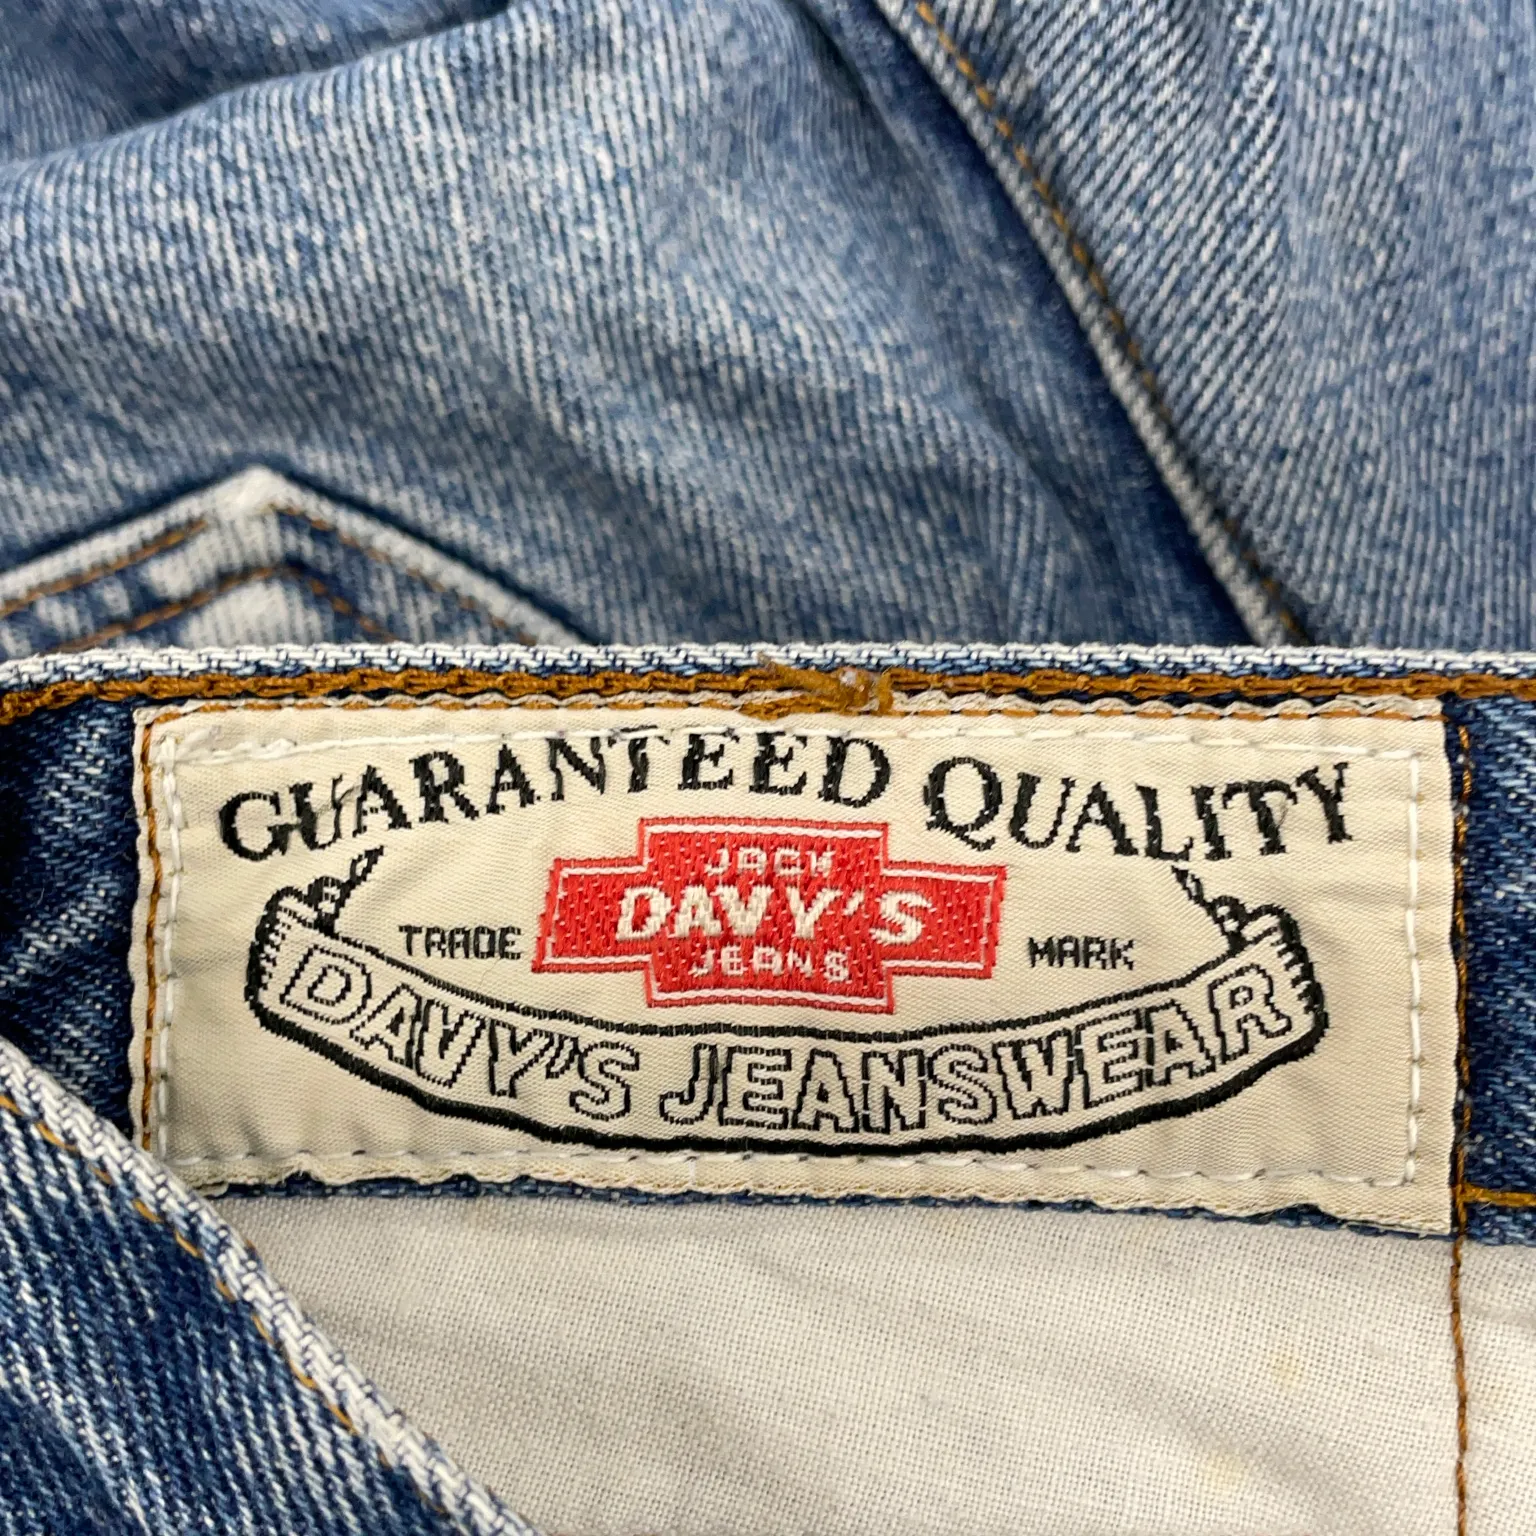 GUARANTEED QUALITY
JACK
DAVY'S
JEANS
TRADE MARK
DAVY'S JEANSWEAR